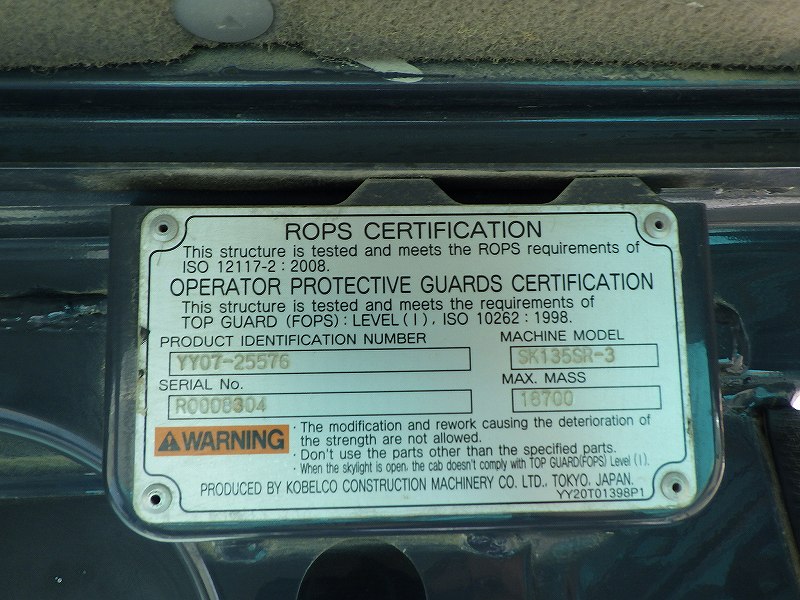 ROPS CERTIFICATION
This structure is tested and meets the ROPS requirements of
ISO 12117-2 : 2008.
OPERATOR PROTECTIVE GUARDS CERTIFICATION
This structure is tested and meets the requirements of
TOP GUARD (FOPS) : LEVEL(I), ISO 10262 : 1998.
PRODUCT IDENTIFICATION NUMBER
MACHINE MODEL
YY07-25576
SK135SR-3
SERIAL No.
MAX. MASS
R0008304
16700
WARNING
· The modification and rework causing the deterioration of
the strength are not allowed.
· Don't use the parts other than the specified parts.
· When the skylight is open, the cab doesn't comply with TOP GUARD(FOPS) Level (I).
PRODUCED BY KOBELCO CONSTRUCTION MACHINERY CO. LTD., TOKYO, JAPAN.
YY20T01398P1